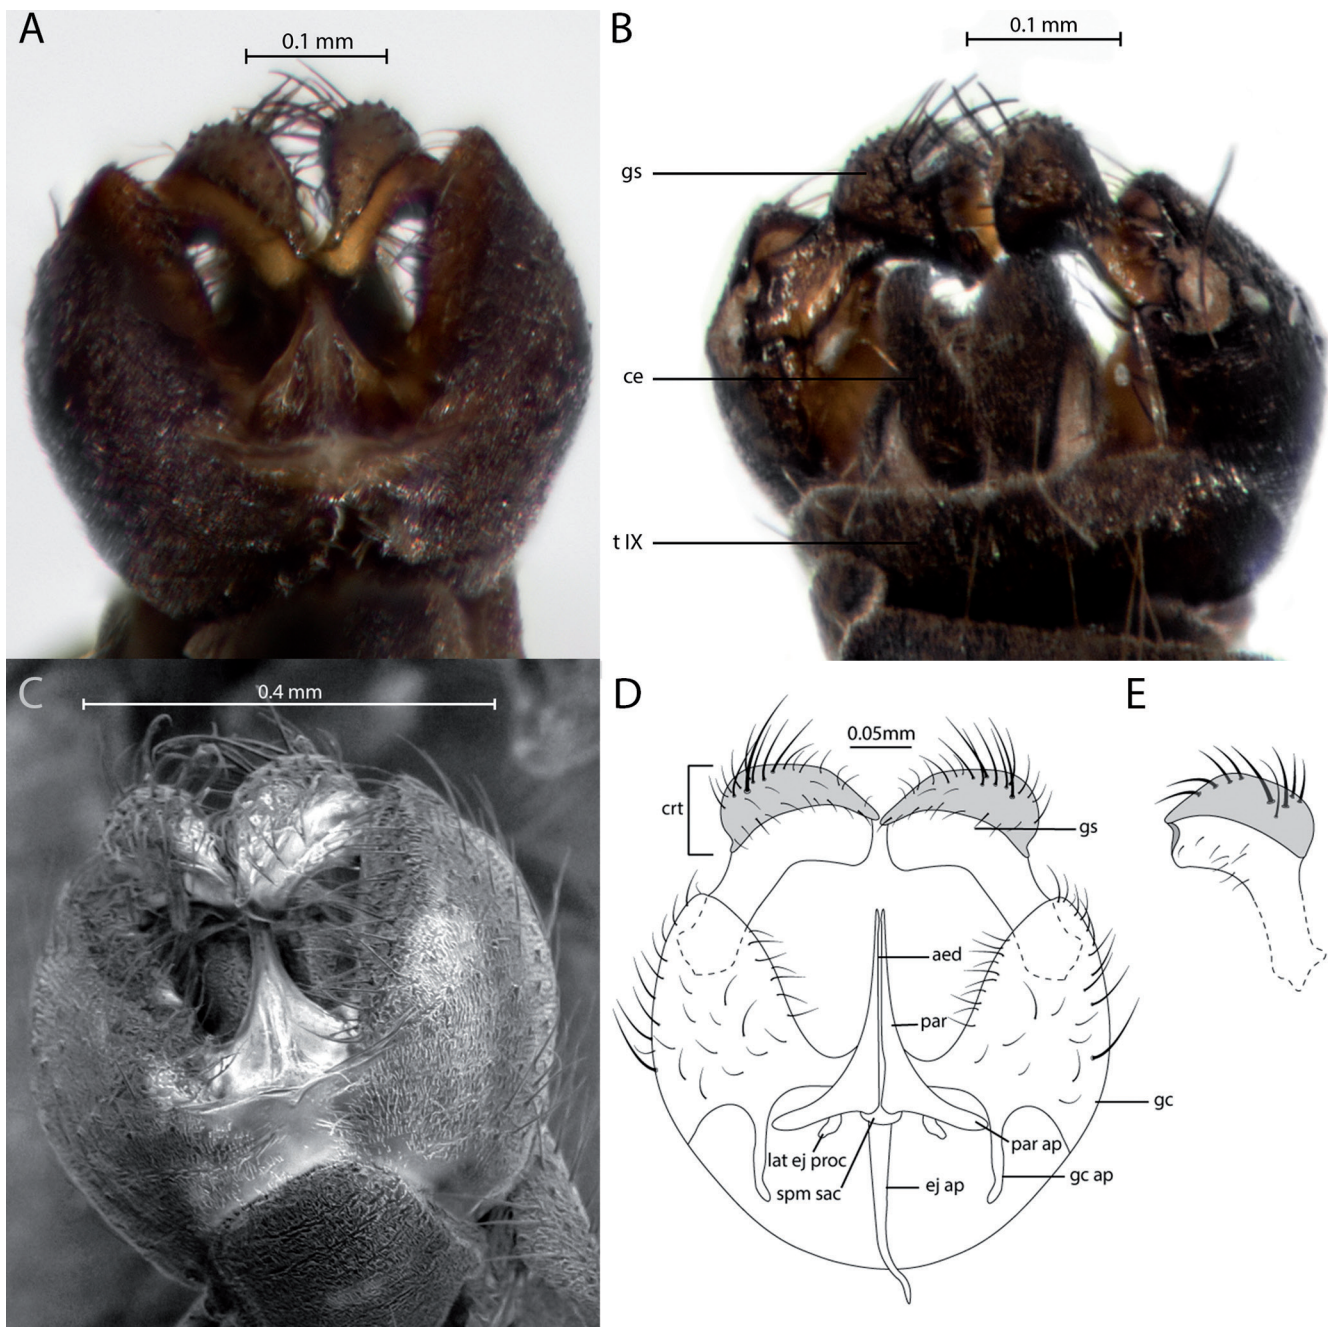 A
0.1 mm
B
0.1 mm
gs
ce
t IX
C
0.4 mm
D
0.05mm
crt
gs
aed
par
gc
par ap
lat ej proc
gc ap
spm sac
ej ap
E